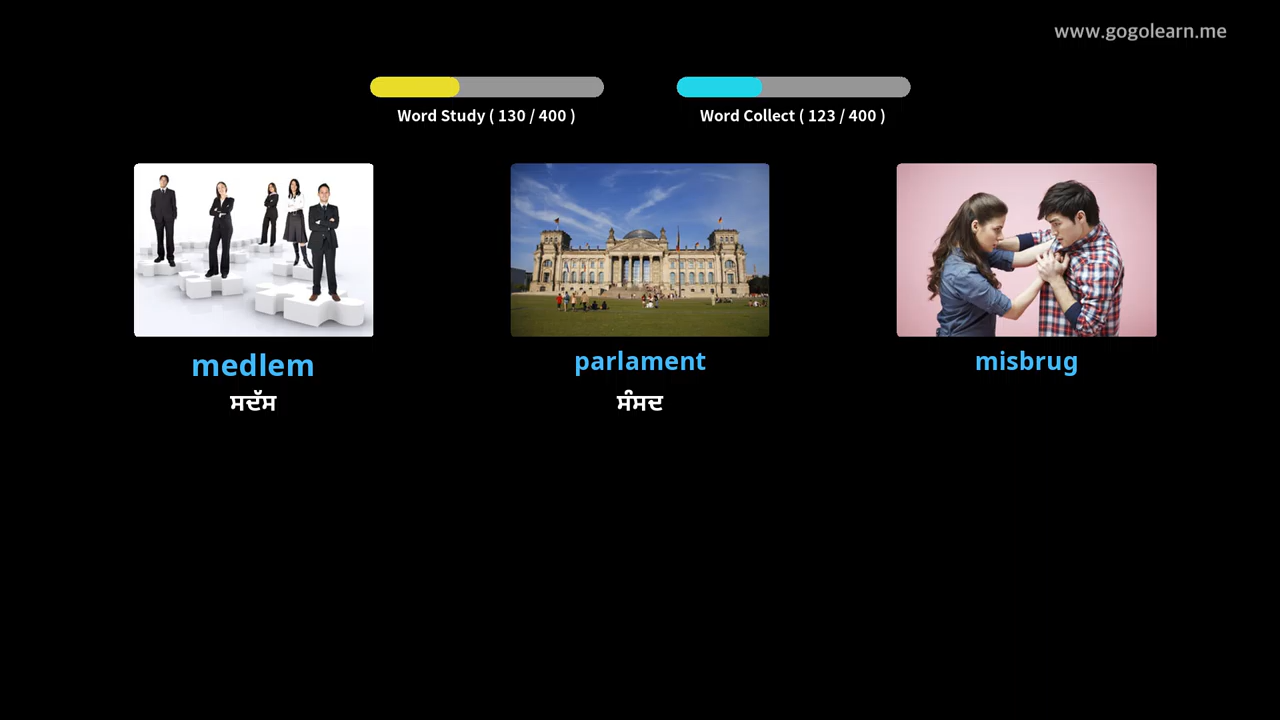 www.gogolearn.me
Word Study ( 130 / 400 )
Word Collect ( 123 / 400 )
medlem
ਸਦੱਸ
parlament
ਸੰਸਦ
misbrug